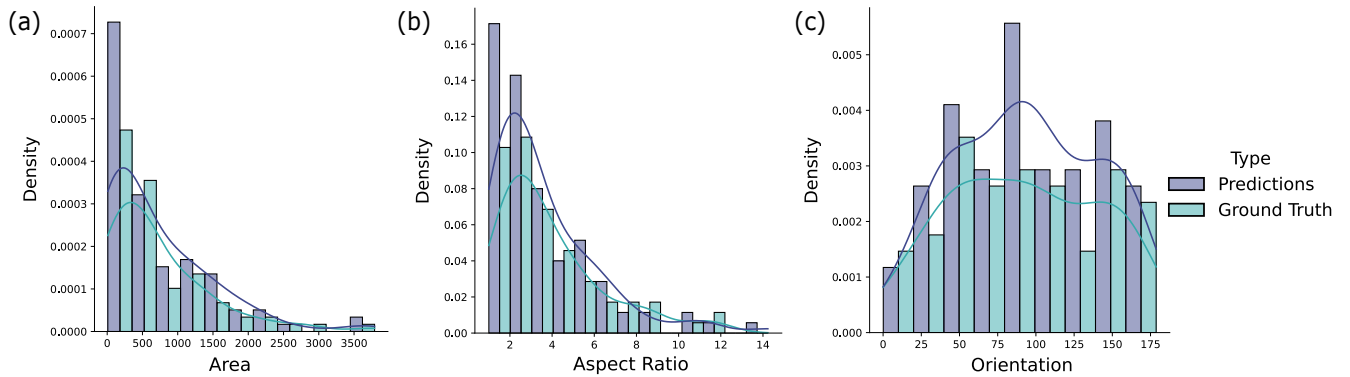 (a)
0.0007
0.0006
0.0005
0.0004
0.0003
0.0002
0.0001
0.0000
Density
0 500 1000 1500 2000 2500 3000 3500
Area
(b)
0.16
0.14
0.12
0.10
0.08
0.06
0.04
0.02
0.00
Density
2 4 6 8 10 12 14
Aspect Ratio
(c)
0.005
0.004
0.003
0.002
0.001
0.000
Density
0 25 50 75 100 125 150 175
Orientation
Type
Predictions
Ground Truth